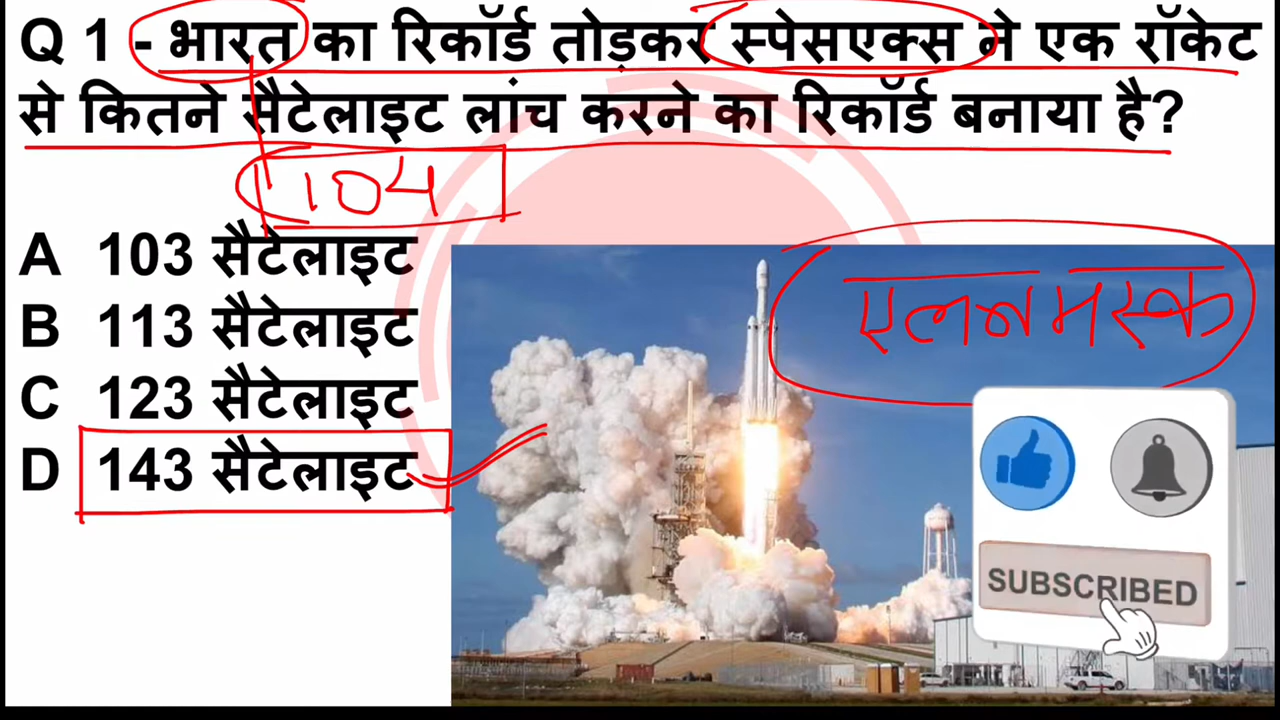 Q 1 - भारत का रिकॉर्ड तोड़कर स्पेसएक्स ने एक रॉकेट
से कितने सैटेलाइट लांच करने का रिकॉर्ड बनाया है?
104
A 103 सैटेलाइट
B 113 सैटेलाइट
C 123 सैटेलाइट
D 143 सैटेलाइट
एलन मस्क
SUBSCRIBED